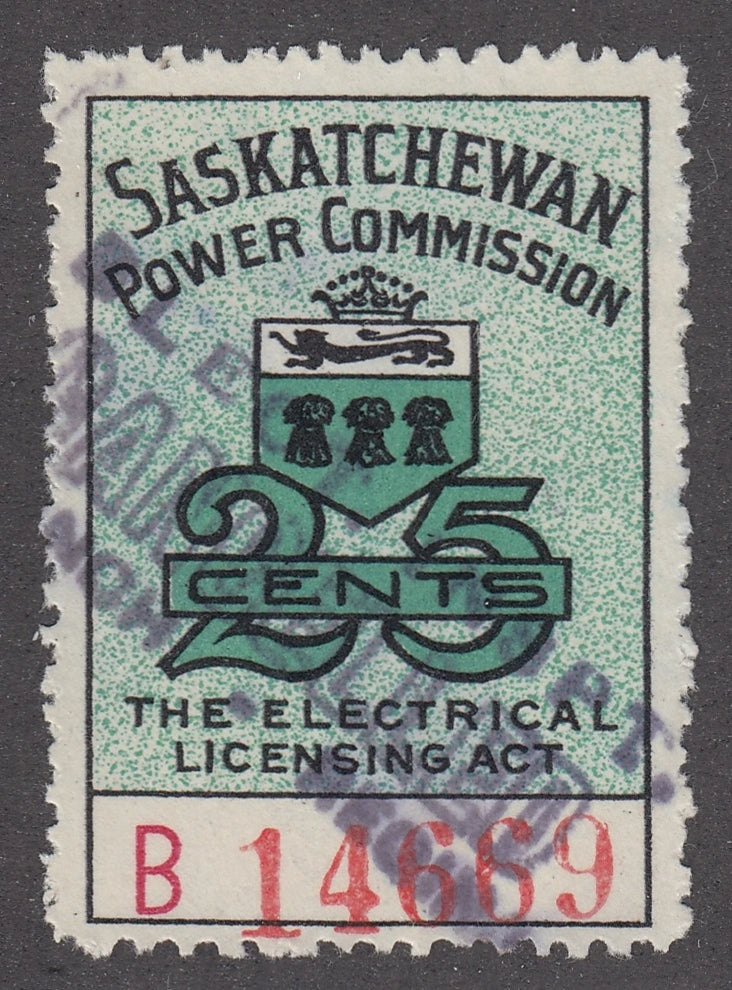 SASKATCHEWAN
POWER COMMISSION
25
CENTS
THE ELECTRICAL
LICENSING ACT
B 14669